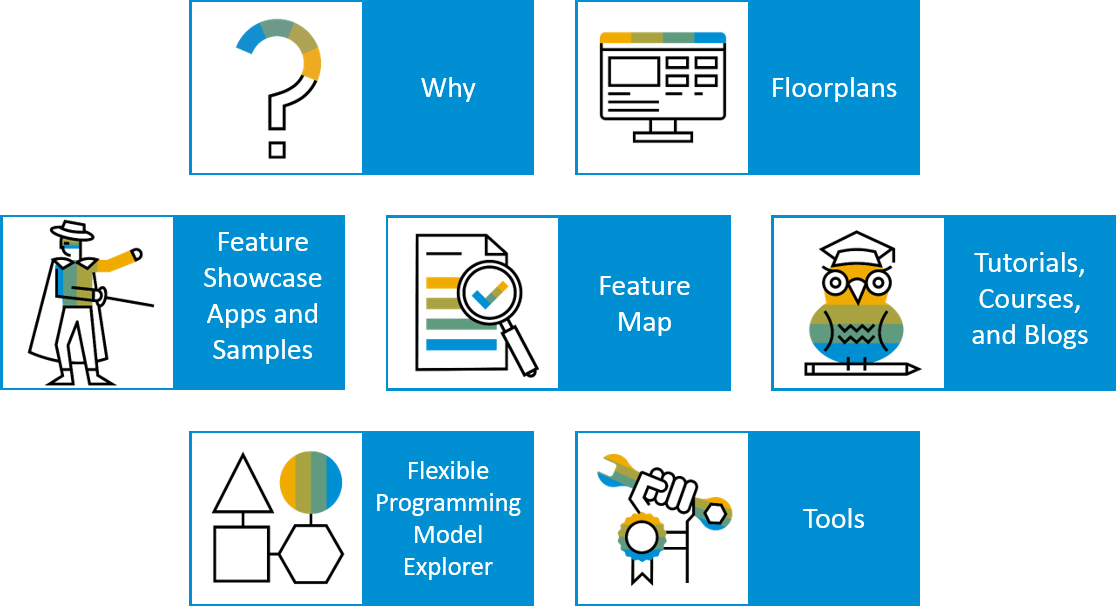 Why
Floorplans
Feature
Showcase
Apps and
Samples
Feature
Map
Tutorials,
Courses,
and Blogs
Flexible
Programming
Model
Explorer
Tools